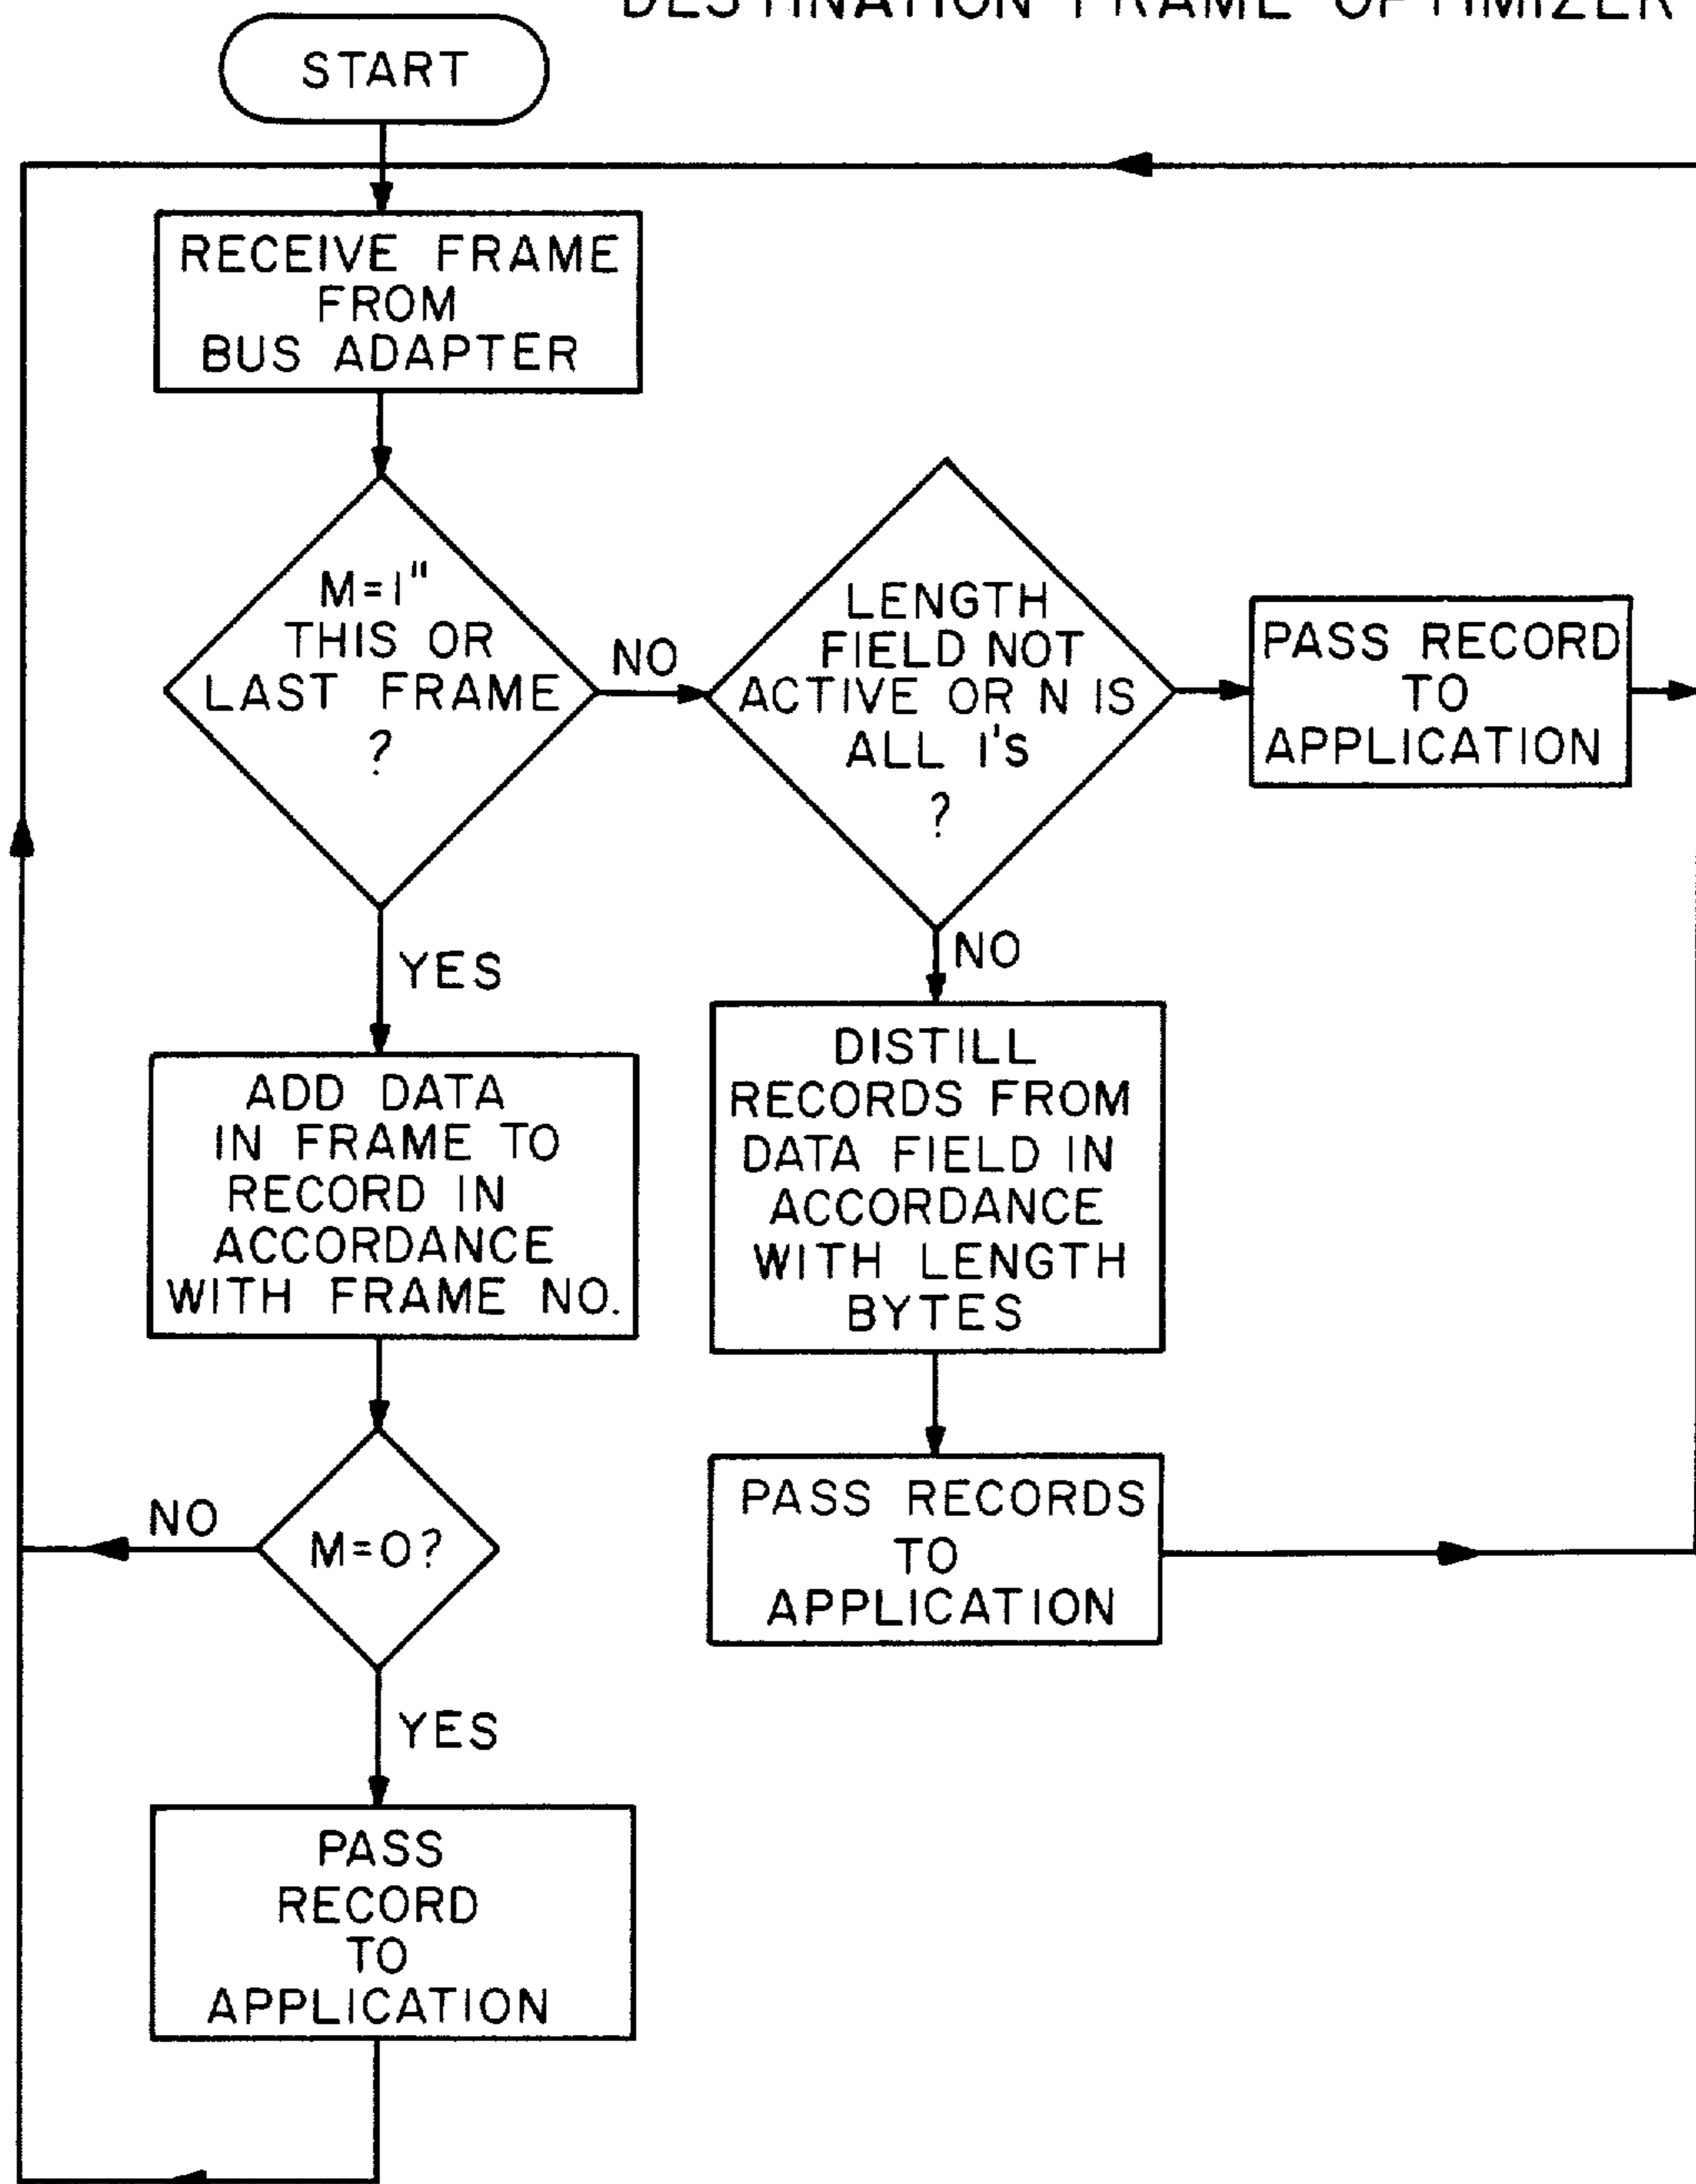 DESTINATION FRAME OPTIMIZER
START
RECEIVE FRAME
FROM
BUS ADAPTER
M=1"
THIS OR
LAST FRAME
?
NO
LENGTH
FIELD NOT
ACTIVE OR N IS
ALL 1'S
?
PASS RECORD
TO
APPLICATION
YES
NO
ADD DATA
IN FRAME TO
RECORD IN
ACCORDANCE
WITH FRAME NO.
DISTILL
RECORDS FROM
DATA FIELD IN
ACCORDANCE
WITH LENGTH
BYTES
NO
M=0?
PASS RECORDS
TO
APPLICATION
YES
PASS
RECORD
TO
APPLICATION